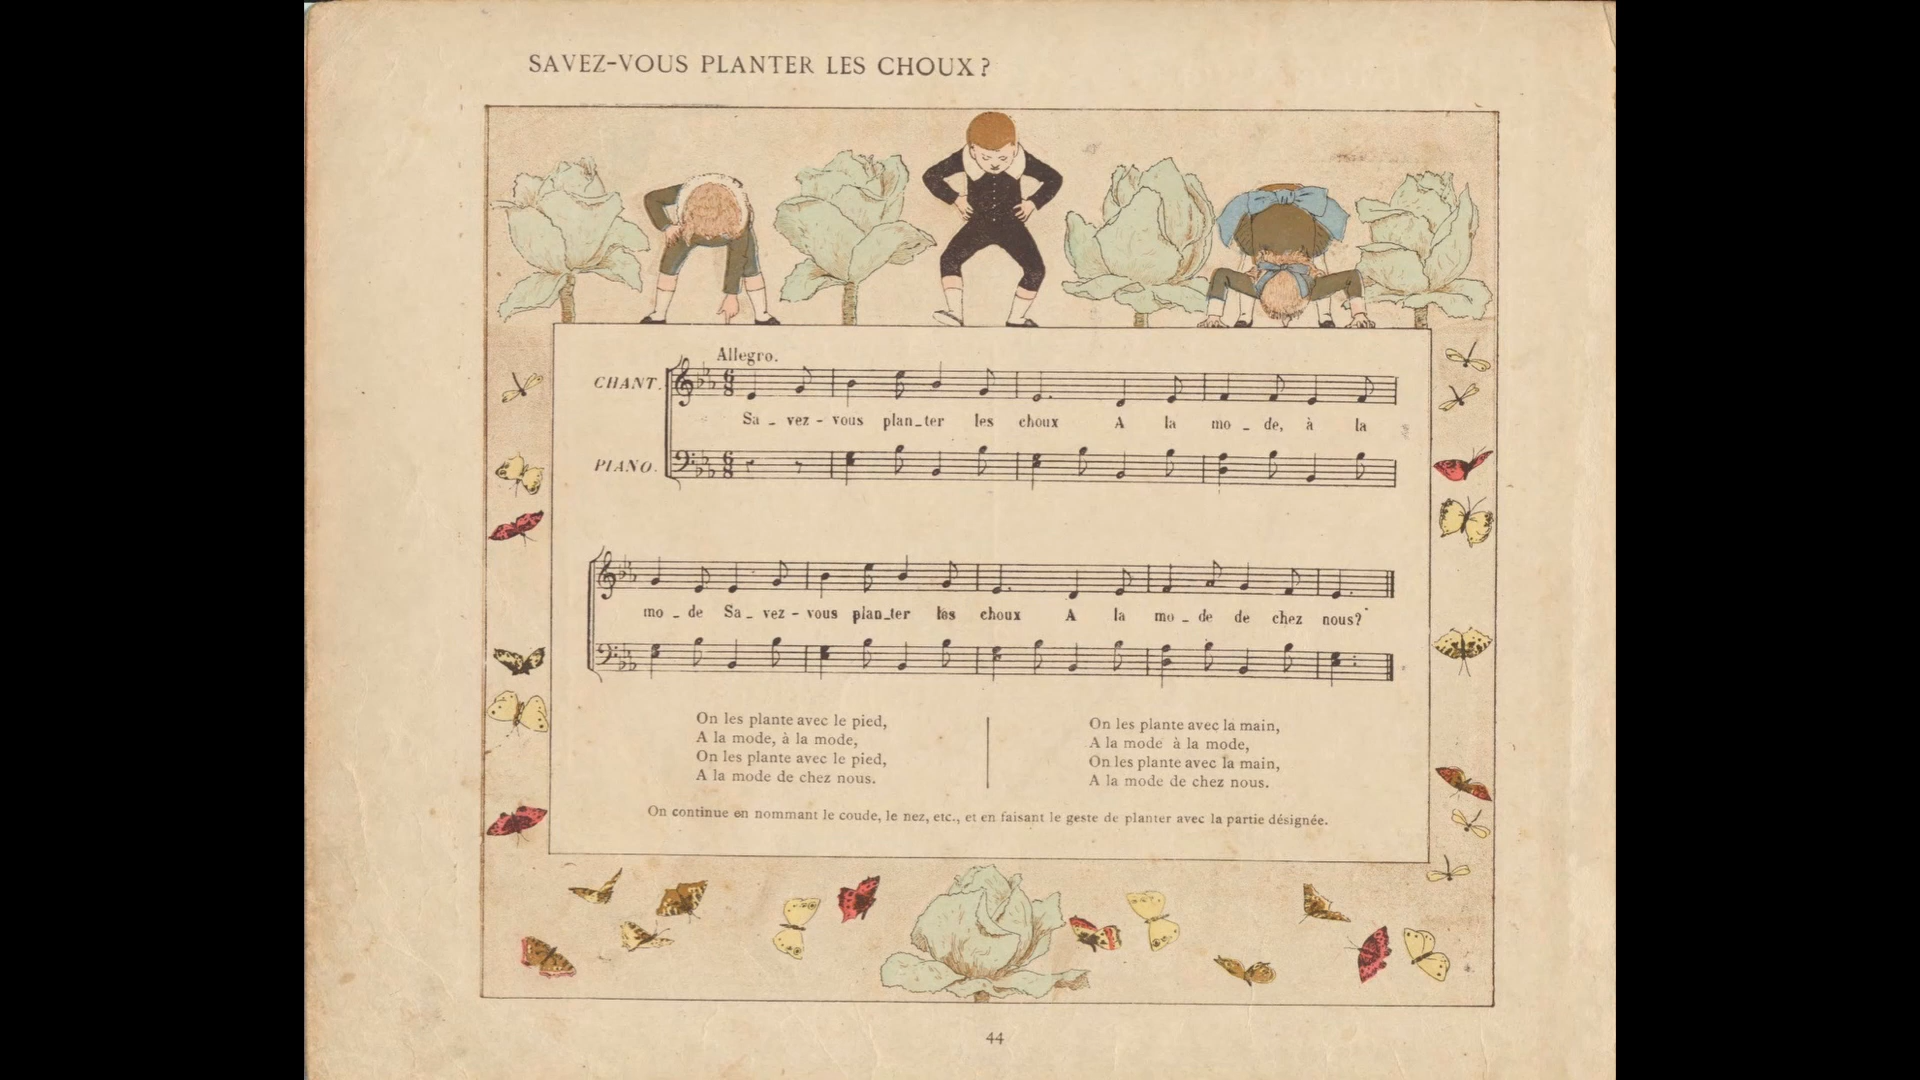 SAVEZ-VOUS PLANTER LES CHOUX?
Allegro.
CHANT.
Sa - vez - vous plan-ter les choux A la mo - de, à la
PIANO.
mo - de Sa - vez - vous plan-ter les choux A la mo - de de chez nous?
On les plante avec le pied,
A la mode, à la mode,
On les plante avec le pied,
A la mode de chez nous.
On les plante avec la main,
A la mode à la mode,
On les plante avec la main,
A la mode de chez nous.
On continue en nommant le coude, le nez, etc., et en faisant le geste de planter avec la partie désignée.
44